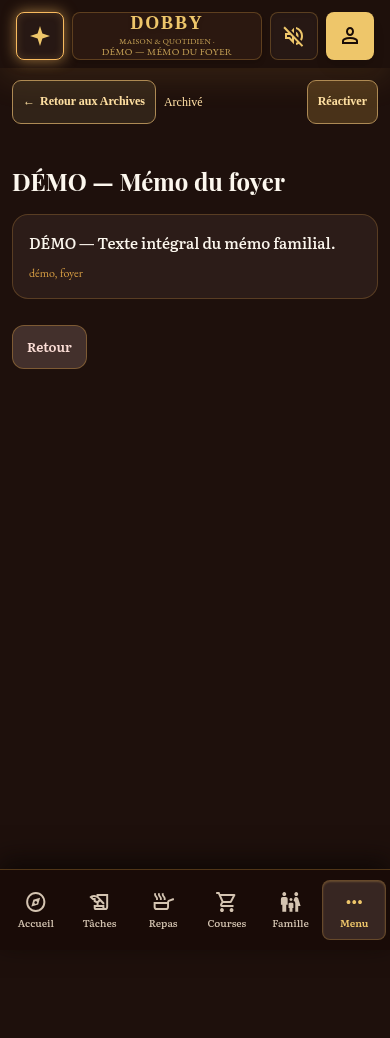 DOBBY
MAISON & QUOTIDIEN ·
DÉMO — MÉMO DU FOYER
← Retour aux Archives
Archivé
Réactiver
DÉMO — Mémo du foyer
DÉMO — Texte intégral du mémo familial.
démo, foyer
Retour
Accueil
Tâches
Repas
Courses
Famille
Menu